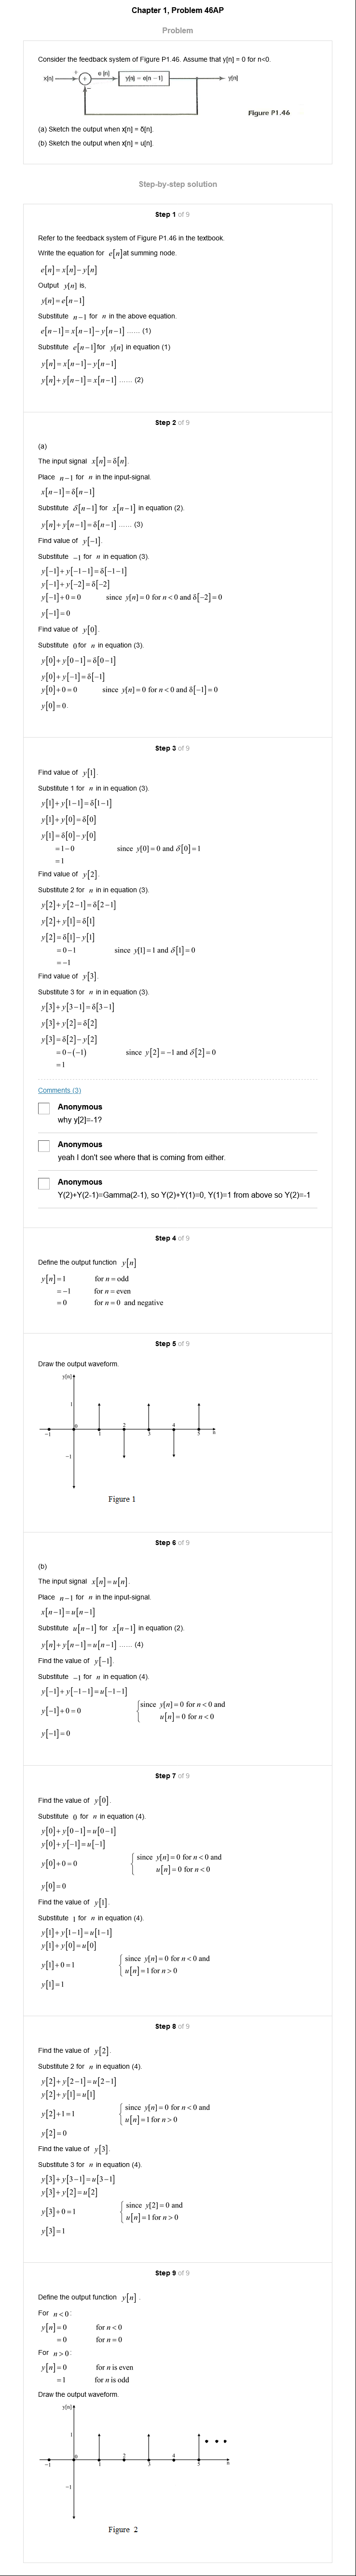 Chapter 1, Problem 46AP
Problem
Consider the feedback system of Figure P1.46. Assume that y[n] = 0 for n<0.
x[n] + e [n] y[n] = e[n −1] y[n]
−
Figure P1.46
(a) Sketch the output when x[n] = δ[n].
(b) Sketch the output when x[n] = u[n].
Step-by-step solution
Step 1 of 9
Refer to the feedback system of Figure P1.46 in the textbook.
Write the equation for e[n] at summing node.
e[n]=x[n]−y[n]
Output y[n] is,
y[n]=e[n−1]
Substitute n−1 for n in the above equation.
e[n−1]=x[n−1]−y[n−1] ...... (1)
Substitute e[n−1] for y[n] in equation (1)
y[n]=x[n−1]−y[n−1]
y[n]+y[n−1]=x[n−1] ...... (2)
Step 2 of 9
(a)
The input signal x[n]=δ[n].
Place n−1 for n in the input-signal.
x[n−1]=δ[n−1]
Substitute δ[n−1] for x[n−1] in equation (2).
y[n]+y[n−1]=δ[n−1] ...... (3)
Find value of y[−1].
Substitute −1 for n in equation (3).
y[−1]+y[−1−1]=δ[−1−1]
y[−1]+y[−2]=δ[−2]
y[−1]+0=0 since y[n]=0 for n<0 and δ[−2]=0
y[−1]=0
Find value of y[0].
Substitute 0 for n in equation (3).
y[0]+y[0−1]=δ[0−1]
y[0]+y[−1]=δ[−1]
y[0]+0=0 since y[n]=0 for n<0 and δ[−1]=0
y[0]=0.
Step 3 of 9
Find value of y[1].
Substitute 1 for n in in equation (3).
y[1]+y[1−1]=δ[1−1]
y[1]+y[0]=δ[0]
y[1]=δ[0]−y[0]
=1−0 since y[0]=0 and δ[0]=1
=1
Find value of y[2].
Substitute 2 for n in in equation (3).
y[2]+y[2−1]=δ[2−1]
y[2]+y[1]=δ[1]
y[2]=δ[1]−y[1]
=0−1 since y[1]=1 and δ[1]=0
=−1
Find value of y[3].
Substitute 3 for n in in equation (3).
y[3]+y[3−1]=δ[3−1]
y[3]+y[2]=δ[2]
y[3]=δ[2]−y[2]
=0−(−1) since y[2]=−1 and δ[2]=0
=1
Comments (3)
Anonymous
why y[2]=-1?
Anonymous
yeah I don't see where that is coming from either.
Anonymous
Y(2)+Y(2-1)=Gamma(2-1), so Y(2)+Y(1)=0, Y(1)=1 from above so Y(2)=-1
Step 4 of 9
Define the output function y[n]
y[n]=1 for n=odd
=−1 for n=even
=0 for n=0 and negative
Step 5 of 9
Draw the output waveform.
y[n]
1
−1 0 1 2 3 4 5 n
−1
Figure 1
Step 6 of 9
(b)
The input signal x[n]=u[n].
Place n−1 for n in the input-signal.
x[n−1]=u[n−1]
Substitute u[n−1] for x[n−1] in equation (2).
y[n]+y[n−1]=u[n−1] ...... (4)
Find the value of y[−1].
Substitute −1 for n in equation (4).
y[−1]+y[−1−1]=u[−1−1]
y[−1]+0=0 {since y[n]=0 for n<0 and
u[n]=0 for n<0
y[−1]=0
Step 7 of 9
Find the value of y[0].
Substitute 0 for n in equation (4).
y[0]+y[0−1]=u[0−1]
y[0]+y[−1]=u[−1]
y[0]+0=0 { since y[n]=0 for n<0 and
u[n]=0 for n<0
y[0]=0
Find the value of y[1].
Substitute 1 for n in equation (4).
y[1]+y[1−1]=u[1−1]
y[1]+y[0]=u[0]
y[1]+0=1 { since y[n]=0 for n<0 and
u[n]=1 for n>0
y[1]=1
Step 8 of 9
Find the value of y[2].
Substitute 2 for n in equation (4).
y[2]+y[2−1]=u[2−1]
y[2]+y[1]=u[1]
y[2]+1=1 { since y[n]=0 for n<0 and
u[n]=1 for n>0
y[2]=0
Find the value of y[3].
Substitute 3 for n in equation (4).
y[3]+y[3−1]=u[3−1]
y[3]+y[2]=u[2]
y[3]+0=1 { since y[2]=0 and
u[n]=1 for n>0
y[3]=1
Step 9 of 9
Define the output function y[n] .
For n<0:
y[n]=0 for n<0
=0 for n=0
For n>0:
y[n]=0 for n is even
=1 for n is odd
Draw the output waveform.
y[n]
1
−1 0 1 2 3 4 5 n
−1
Figure 2